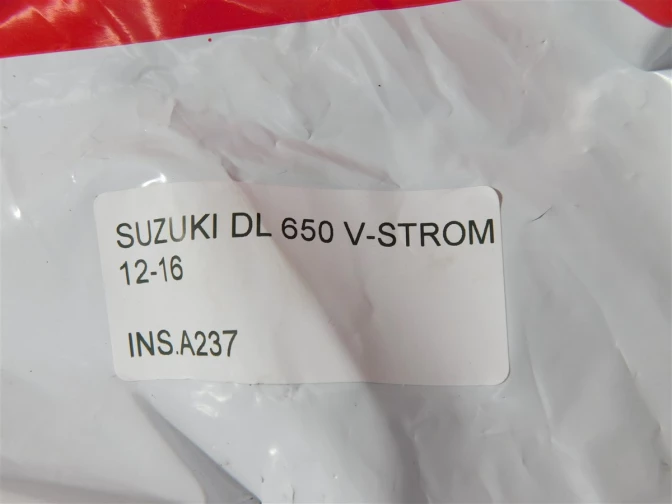 SUZUKI DL 650 V-STROM
12-16
INS.A237